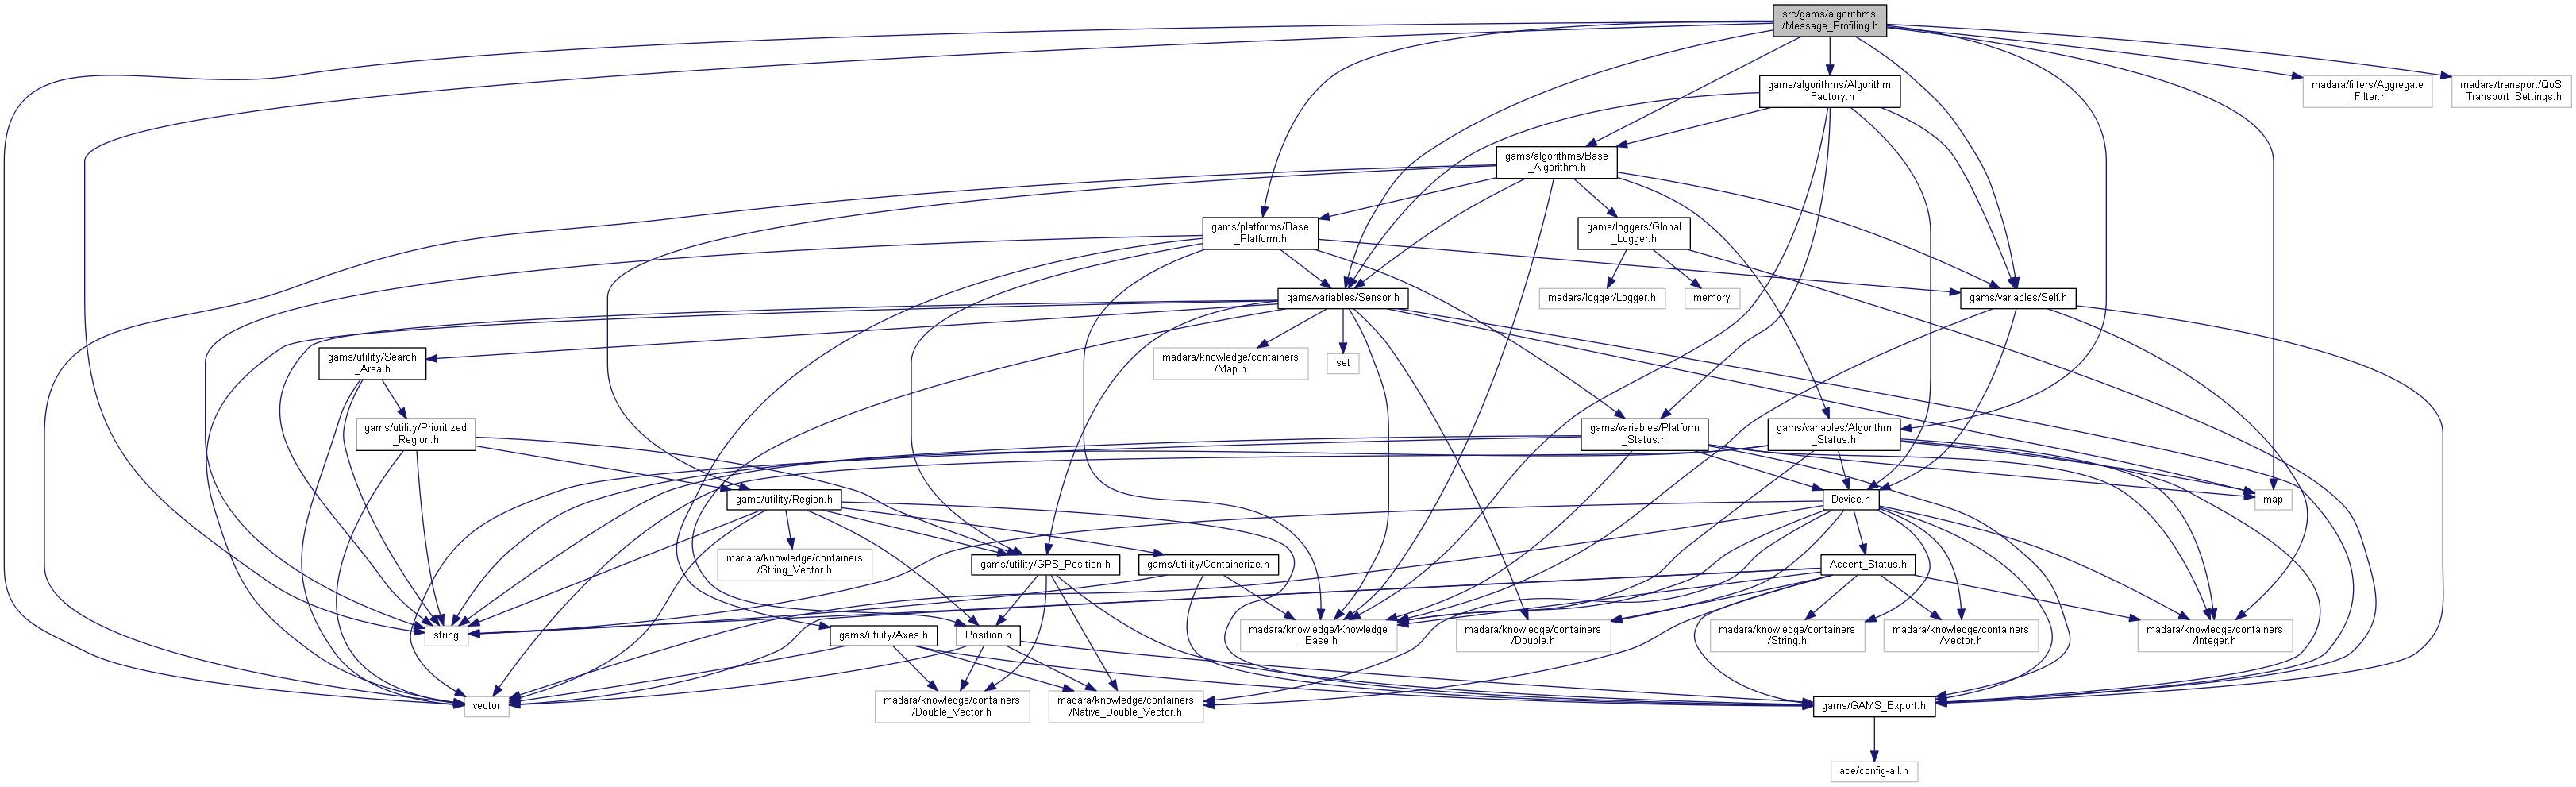 src/gams/algorithms
/Message_Profiling.h
gams/algorithms/Algorithm
_Factory.h
madara/filters/Aggregate
_Filter.h
madara/transport/QoS
_Transport_Settings.h
gams/algorithms/Base
_Algorithm.h
gams/platforms/Base
_Platform.h
gams/loggers/Global
_Logger.h
gams/variables/Sensor.h
madara/logger/Logger.h
memory
gams/variables/Self.h
gams/utility/Search
_Area.h
madara/knowledge/containers
/Map.h
set
gams/utility/Prioritized
_Region.h
gams/variables/Platform
_Status.h
gams/variables/Algorithm
_Status.h
gams/utility/Region.h
Device.h
map
madara/knowledge/containers
/String_Vector.h
gams/utility/GPS_Position.h
gams/utility/Containerize.h
Accent_Status.h
string
gams/utility/Axes.h
Position.h
madara/knowledge/Knowledge
_Base.h
madara/knowledge/containers
/Double.h
madara/knowledge/containers
/String.h
madara/knowledge/containers
/Vector.h
madara/knowledge/containers
/Integer.h
vector
madara/knowledge/containers
/Double_Vector.h
madara/knowledge/containers
/Native_Double_Vector.h
gams/GAMS_Export.h
ace/config-all.h